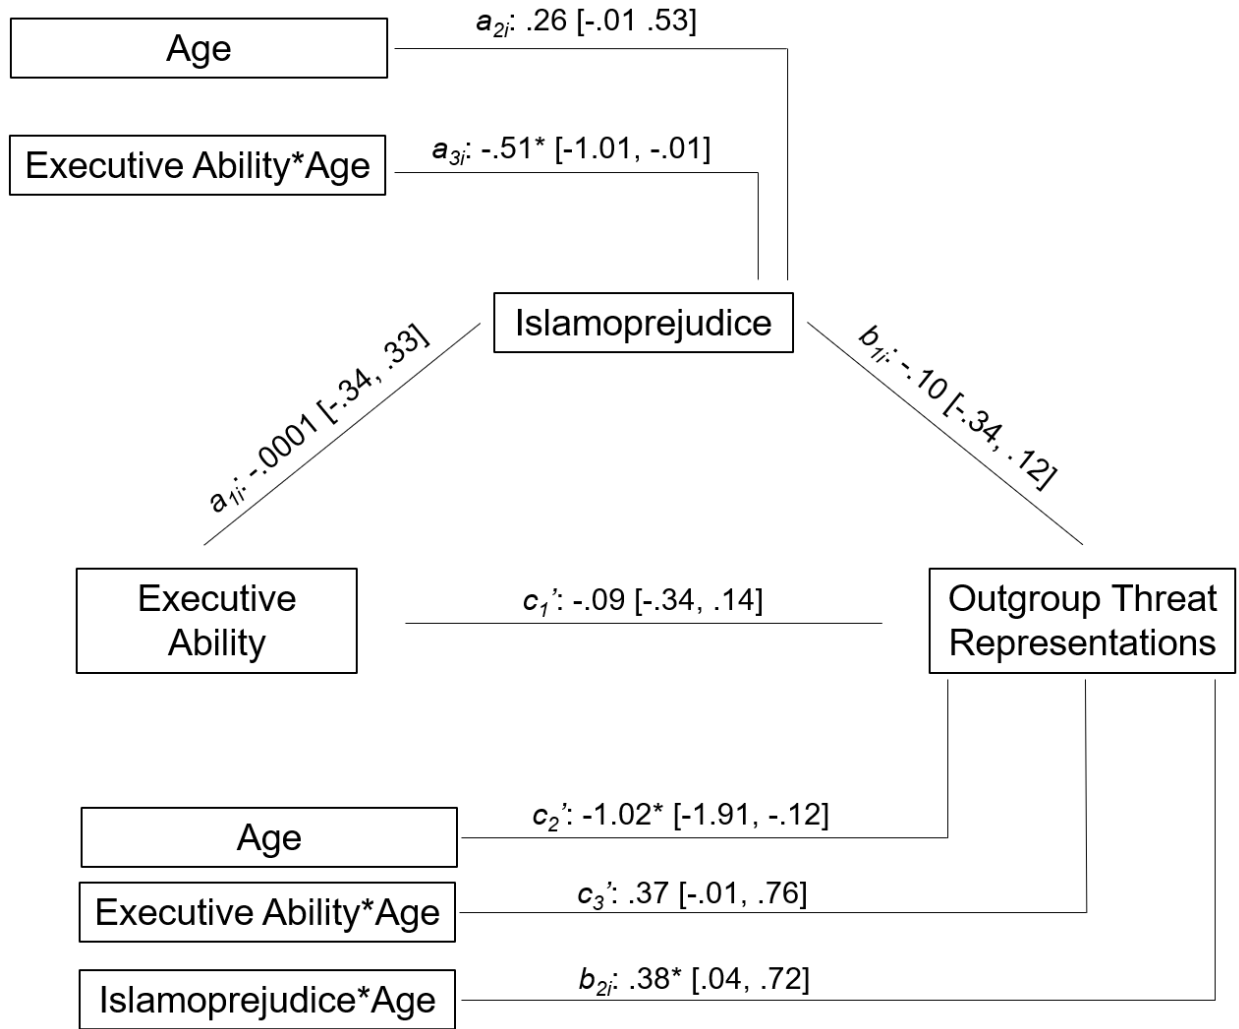 Age
a2i: .26 [-.01 .53]
Executive Ability*Age
a3i: -.51* [-1.01, -.01]
Islamoprejudice
a1i: -.0001 [-.34, .33]
b1i: -.10 [-.34, .12]
Executive
Ability
c1’: -.09 [-.34, .14]
Outgroup Threat
Representations
Age
c2’: -1.02* [-1.91, -.12]
Executive Ability*Age
c3’: .37 [-.01, .76]
Islamoprejudice*Age
b2i: .38* [.04, .72]